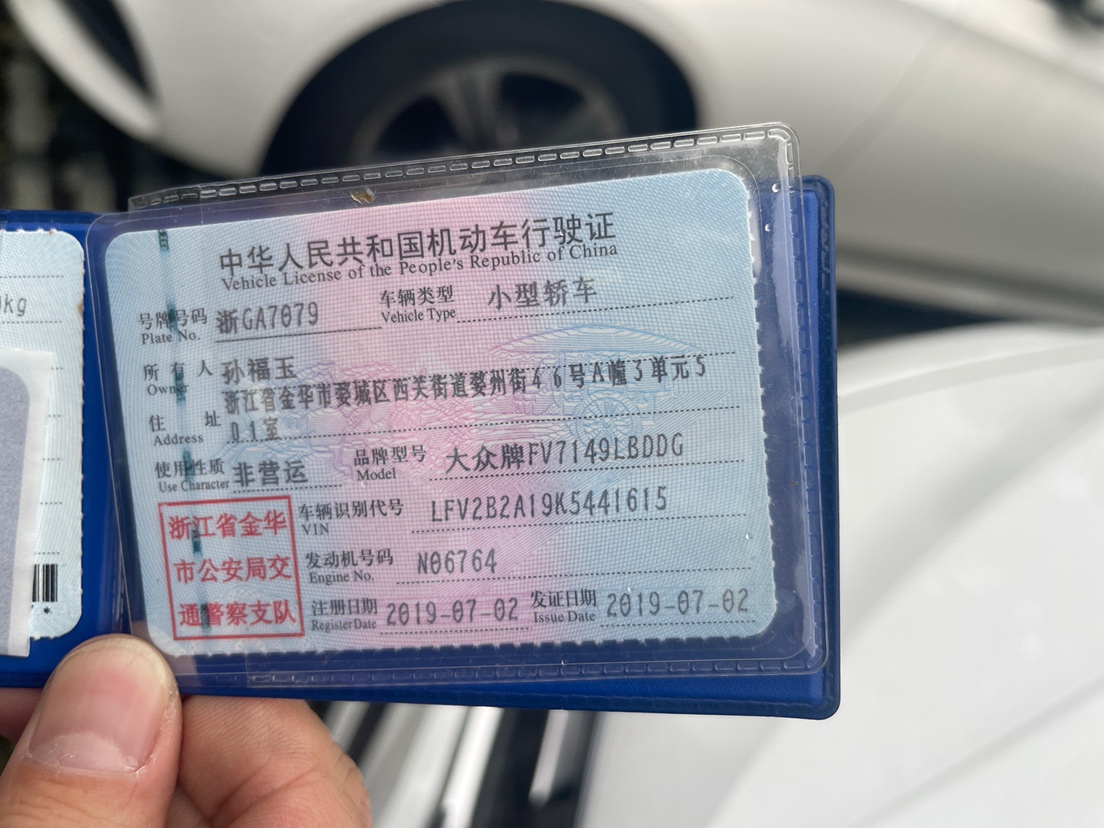 中华人民共和国机动车行驶证
Vehicle License of the People's Republic of China
号牌号码 浙GA7079 车辆类型 小型轿车
Plate No. Vehicle Type
所有人 孙福玉
Owner
浙江省金华市婺城区西关街道婺州街46号A幢3单元5
住址 01室
Address
使用性质 非营运 品牌型号 大众牌FV7149LBDDG
Use Character Model
浙江省金华
市公安局交
通警察支队
车辆识别代号 LFV2B2A19K5441615
VIN
发动机号码 N06764
Engine No.
注册日期 2019-07-02 发证日期 2019-07-02
Register Date Issue Date
kg